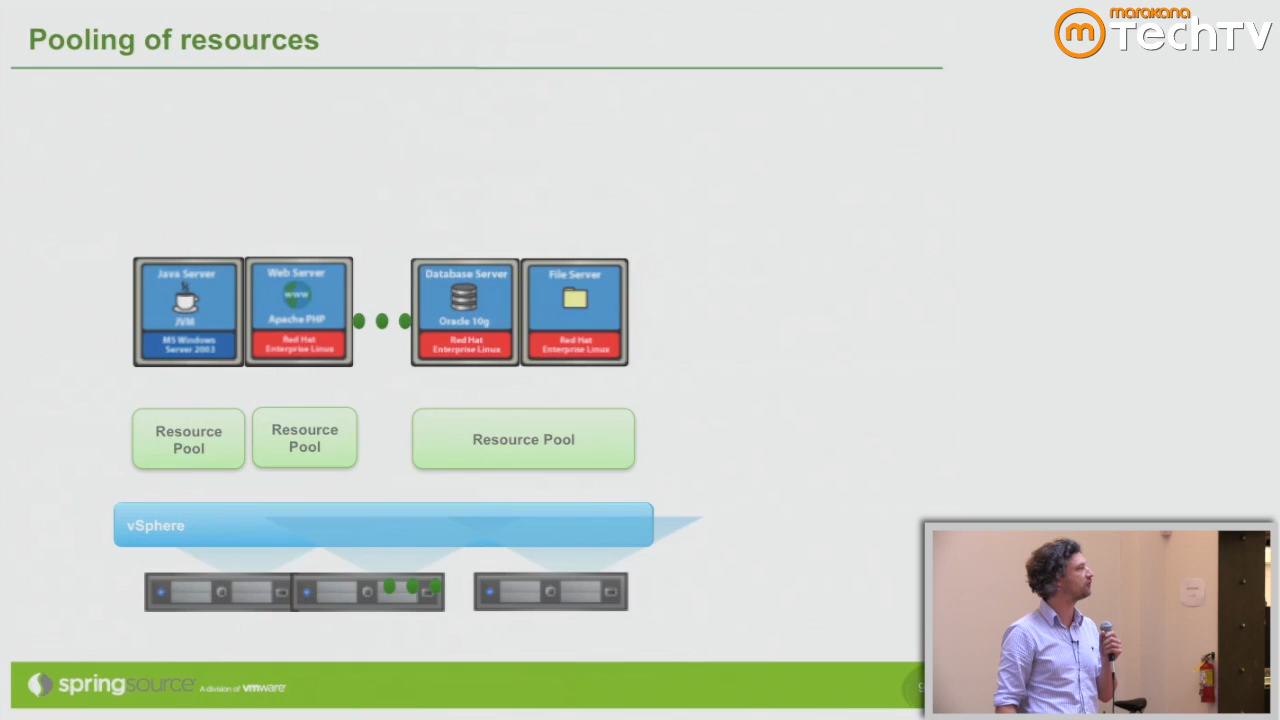 Pooling of resources
marakana
m TechTV
Java Server
JVM
MS Windows
Server 2003
Web Server
www
Apache PHP
Red Hat
Enterprise Linux
Database Server
Oracle 10g
Red Hat
Enterprise Linux
File Server
Red Hat
Enterprise Linux
Resource
Pool
Resource
Pool
Resource Pool
vSphere
springsource A division of vmware
9